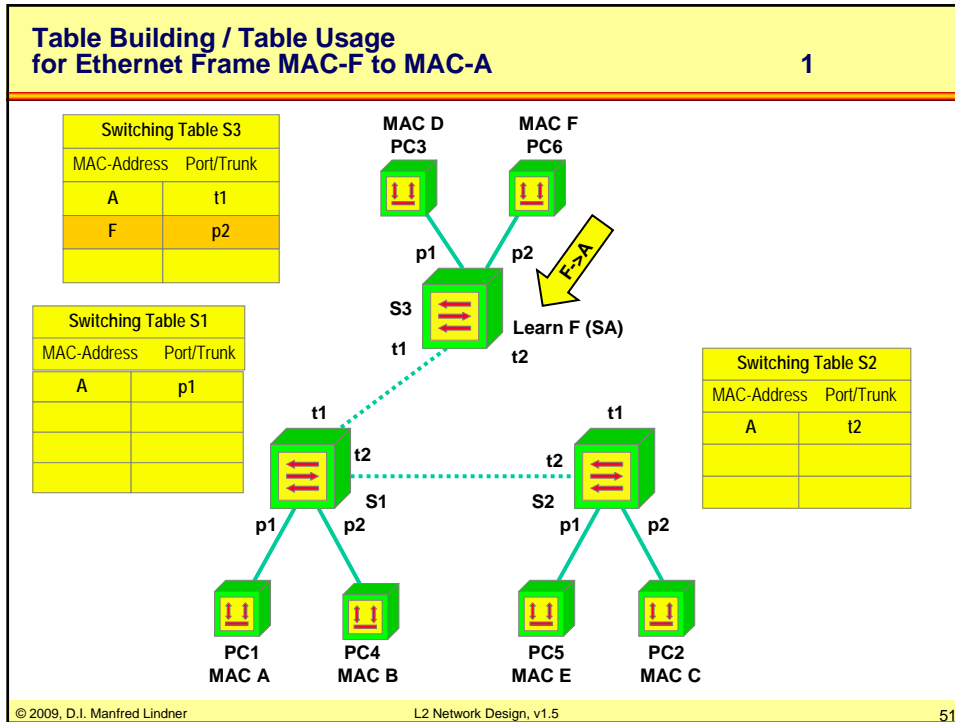 Table Building / Table Usage
for Ethernet Frame MAC-F to MAC-A 1
Switching Table S3
MAC-Address Port/Trunk
A t1
F p2
MAC D
PC3
MAC F
PC6
p1
p2
F->A
S3
Learn F (SA)
t1
t2
Switching Table S1
MAC-Address Port/Trunk
A p1
Switching Table S2
MAC-Address Port/Trunk
A t2
t1
t2
S1
p1
p2
t1
t2
S2
p1
p2
PC1
MAC A
PC4
MAC B
PC5
MAC E
PC2
MAC C
© 2009, D.I. Manfred Lindner L2 Network Design, v1.5 51